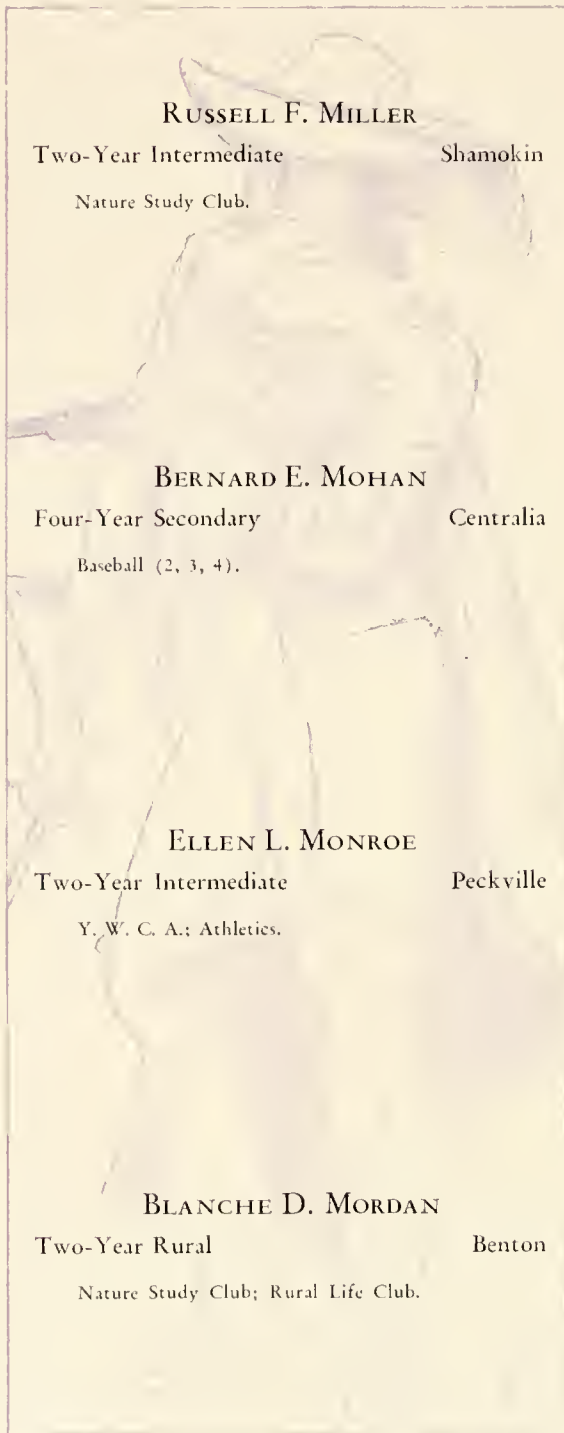 RUSSELL F. MILLER
Two-Year Intermediate Shamokin
Nature Study Club.
BERNARD E. MOHAN
Four-Year Secondary Centralia
Baseball (2, 3, 4).
ELLEN L. MONROE
Two-Year Intermediate Peckville
Y. W. C. A.; Athletics.
BLANCHE D. MORDAN
Two-Year Rural Benton
Nature Study Club; Rural Life Club.